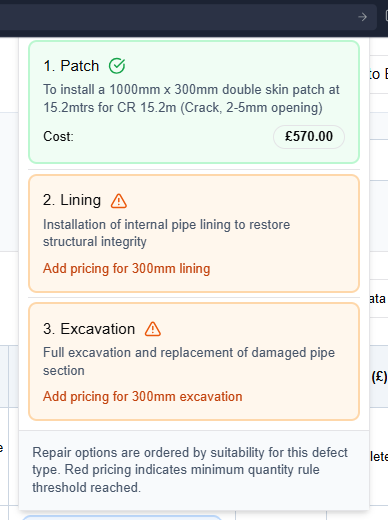 to E
1. Patch
To install a 1000mm x 300mm double skin patch at
15.2mtrs for CR 15.2m (Crack, 2-5mm opening)
Cost:
£570.00
2. Lining
Installation of internal pipe lining to restore
structural integrity
Add pricing for 300mm lining
ata
3. Excavation
Full excavation and replacement of damaged pipe
section
Add pricing for 300mm excavation
(£)
e
Repair options are ordered by suitability for this defect
type. Red pricing indicates minimum quantity rule
threshold reached.
lete